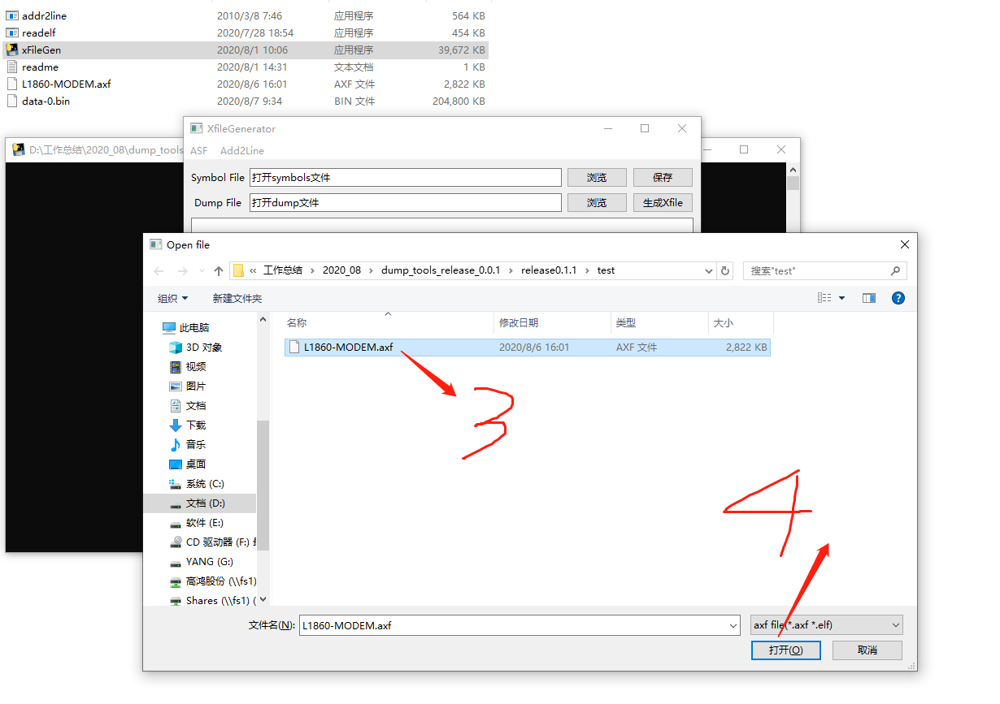 addr2line 2010/3/8 7:46 应用程序 564 KB
readelf 2020/7/28 18:54 应用程序 454 KB
xFileGen 2020/8/1 10:06 应用程序 39,672 KB
readme 2020/8/1 14:31 文本文档 1 KB
L1860-MODEM.axf 2020/8/6 16:01 AXF 文件 2,822 KB
data-0.bin 2020/8/7 9:34 BIN 文件 204,800 KB
XfileGenerator
D:\工作总结\2020_08\dump_tools
ASF Add2Line
Symbol File 打开symbols文件 浏览 保存
Dump File 打开dump文件 浏览 生成Xfile
Open file
« 工作总结 › 2020_08 › dump_tools_release_0.0.1 › release0.1.1 › test 搜索"test"
组织 新建文件夹
名称 修改日期 类型 大小
L1860-MODEM.axf 2020/8/6 16:01 AXF 文件 2,822 KB
此电脑
3D 对象
视频
图片
文档
下载
音乐
桌面
系统 (C:)
文档 (D:)
软件 (E:)
CD 驱动器 (F:)
YANG (G:)
高鸿股份 (\\fs1)
Shares (\\fs1) (
3
4
文件名(N): L1860-MODEM.axf axf file(*.axf *.elf)
打开(O) 取消